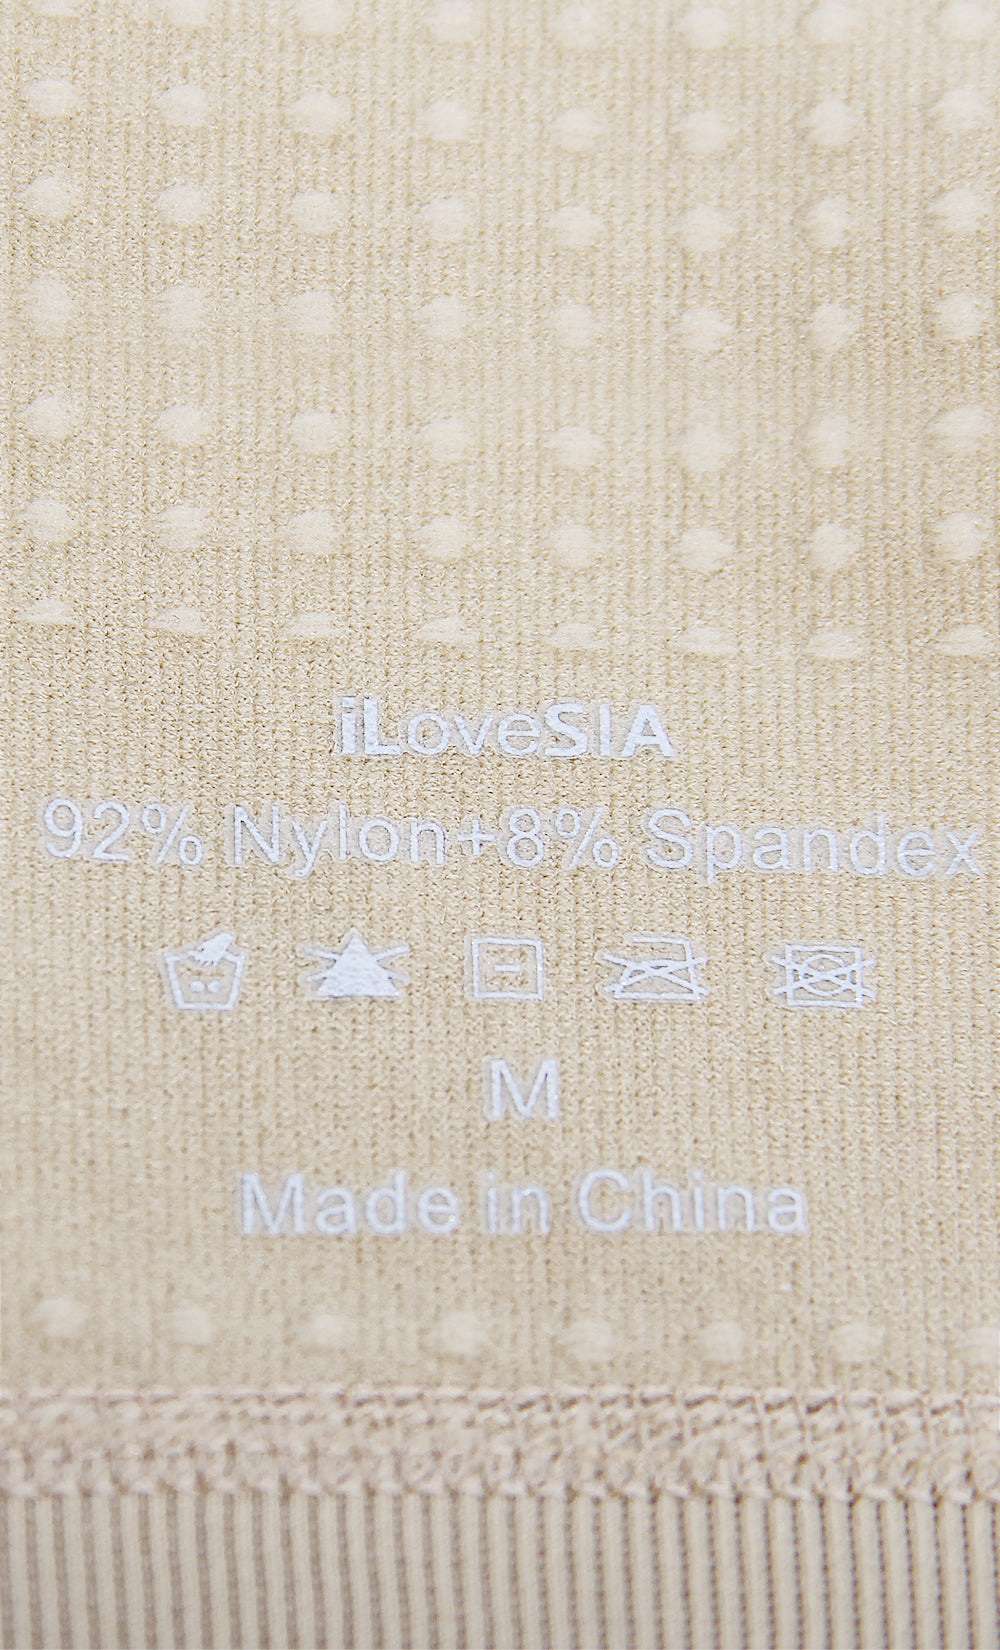 iLoveSIA
92% Nylon+8% Spandex
M
Made in China